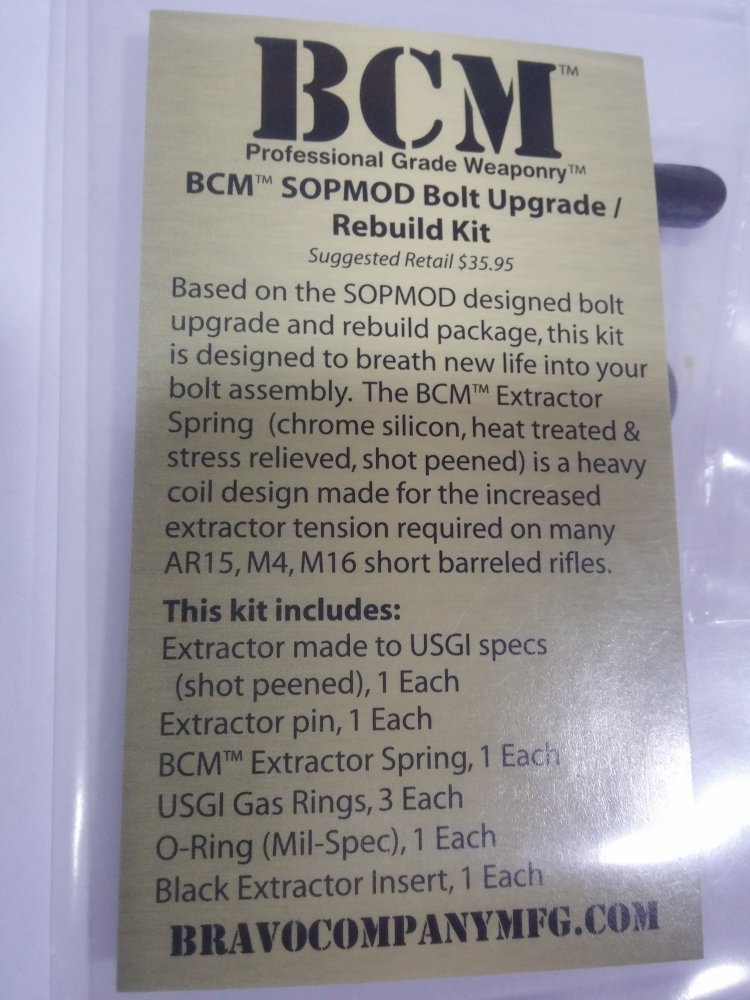 BCM™
Professional Grade Weaponry™
BCM™ SOPMOD Bolt Upgrade /
Rebuild Kit
Suggested Retail $35.95
Based on the SOPMOD designed bolt
upgrade and rebuild package, this kit
is designed to breath new life into your
bolt assembly. The BCM™ Extractor
Spring (chrome silicon, heat treated &
stress relieved, shot peened) is a heavy
coil design made for the increased
extractor tension required on many
AR15, M4, M16 short barreled rifles.
This kit includes:
Extractor made to USGI specs
(shot peened), 1 Each
Extractor pin, 1 Each
BCM™ Extractor Spring, 1 Each
USGI Gas Rings, 3 Each
O-Ring (Mil-Spec), 1 Each
Black Extractor Insert, 1 Each
BRAVOCOMPANYMFG.COM